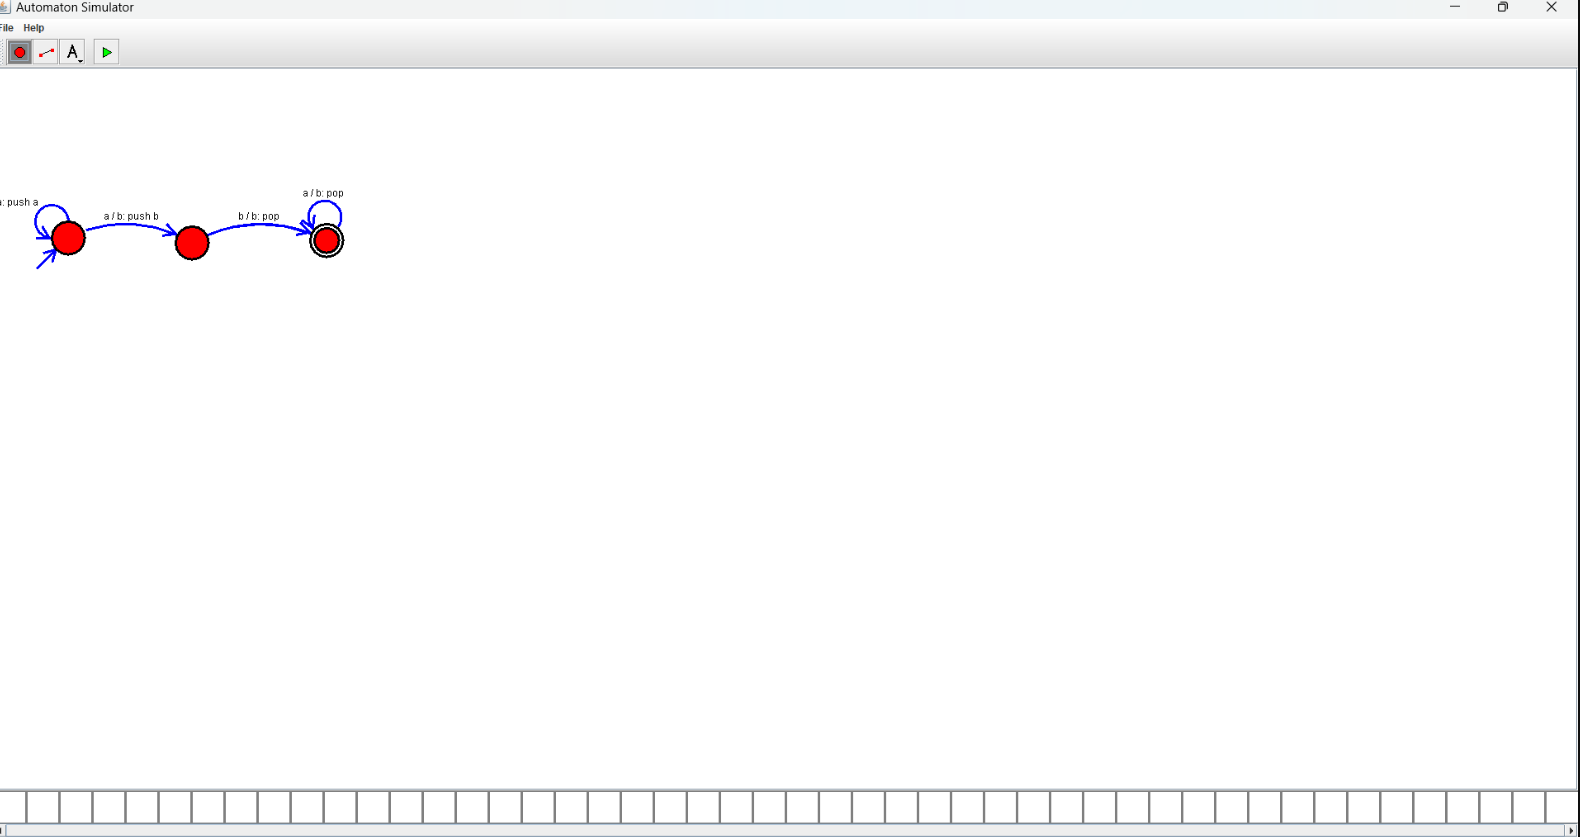 Automaton Simulator
File Help
A
a / b: pop
: push a
a / b: push b
b / b: pop